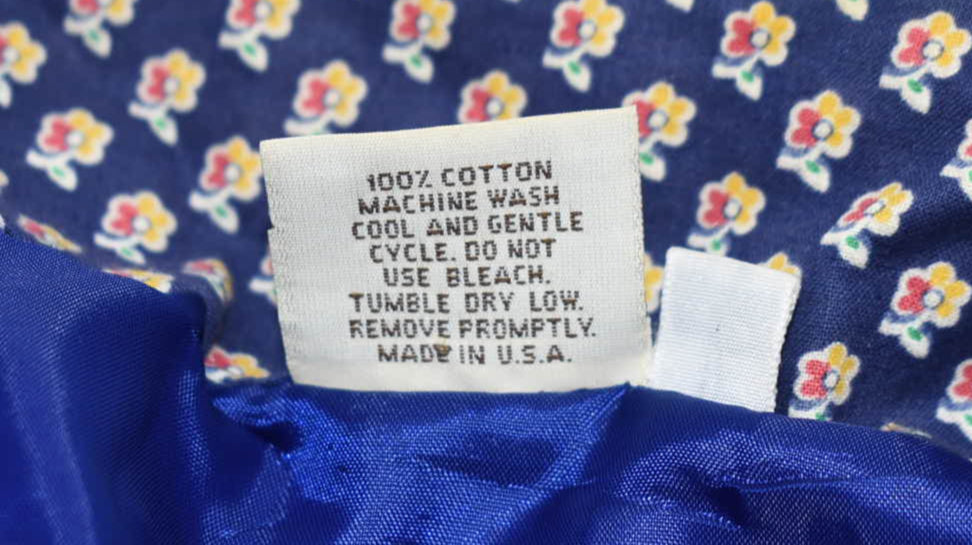 100% COTTON
MACHINE WASH
COOL AND GENTLE
CYCLE. DO NOT
USE BLEACH.
TUMBLE DRY LOW.
REMOVE PROMPTLY.
MADE IN U.S.A.